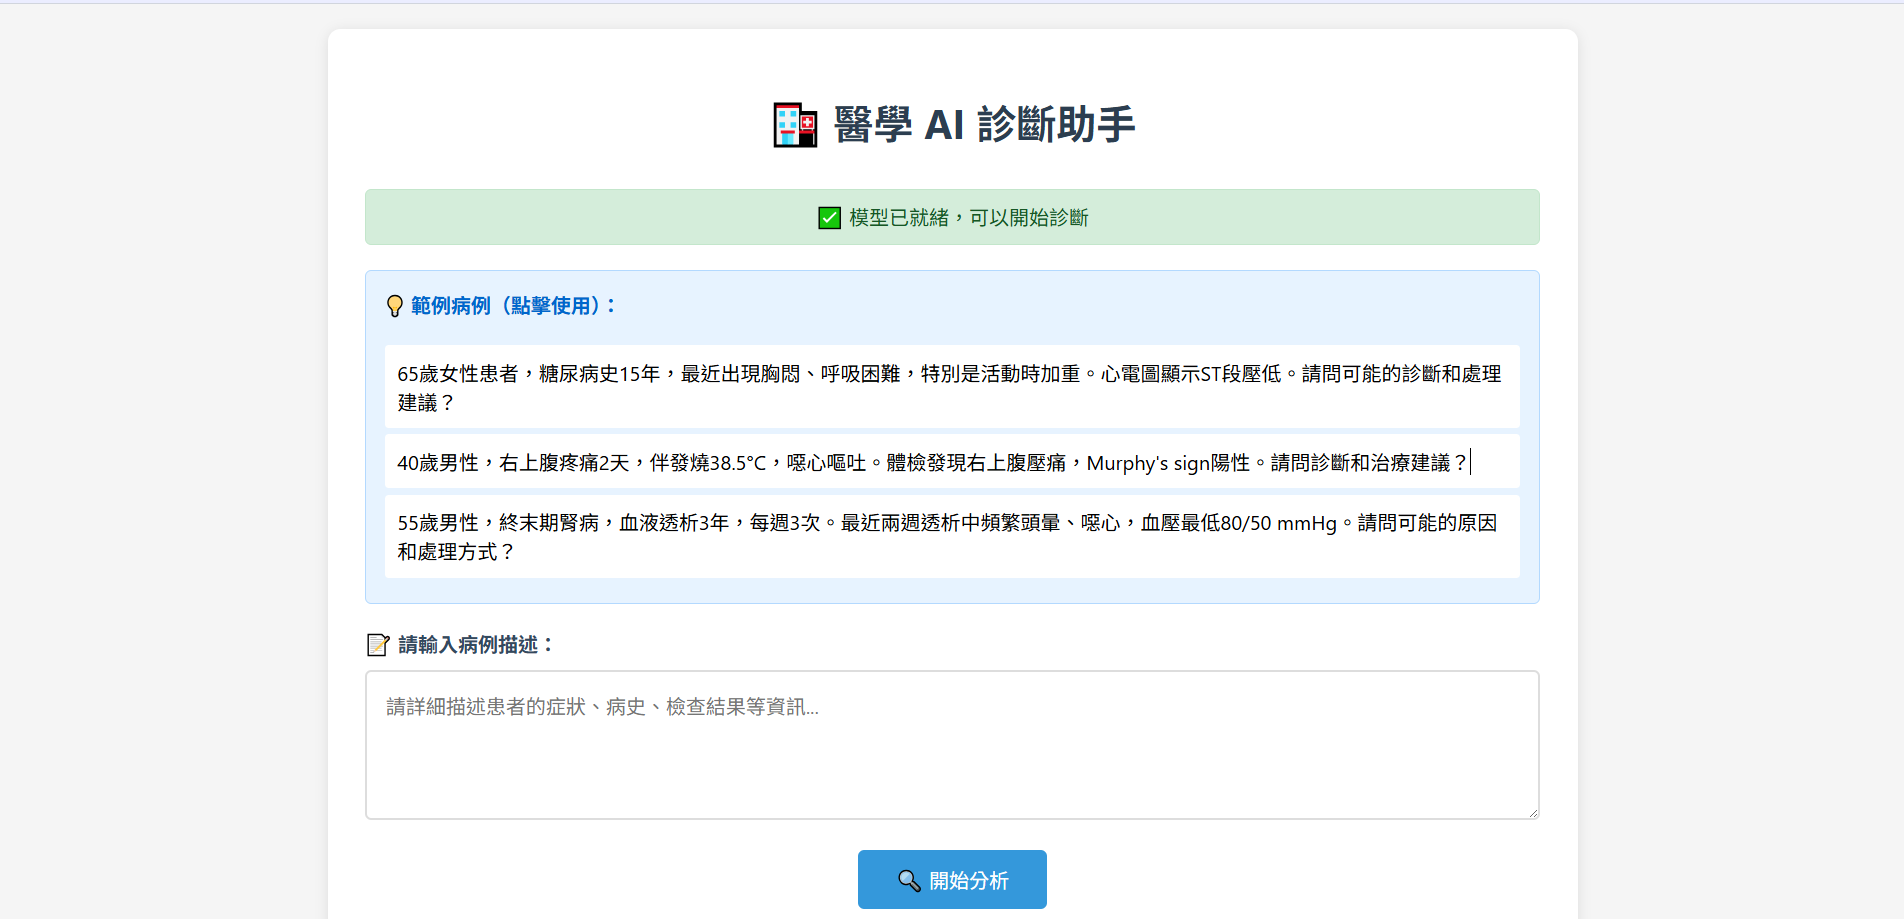 醫學 AI 診斷助手
模型已就緒，可以開始診斷
範例病例（點擊使用）：
65歲女性患者，糖尿病史15年，最近出現胸悶、呼吸困難，特別是活動時加重。心電圖顯示ST段壓低。請問可能的診斷和處理
建議？
40歲男性，右上腹疼痛2天，伴發燒38.5°C，噁心嘔吐。體檢發現右上腹壓痛，Murphy's sign陽性。請問診斷和治療建議？
55歲男性，終末期腎病，血液透析3年，每週3次。最近兩週透析中頻繁頭暈、噁心，血壓最低80/50 mmHg。請問可能的原因
和處理方式？
請輸入病例描述：
請詳細描述患者的症狀、病史、檢查結果等資訊...
開始分析